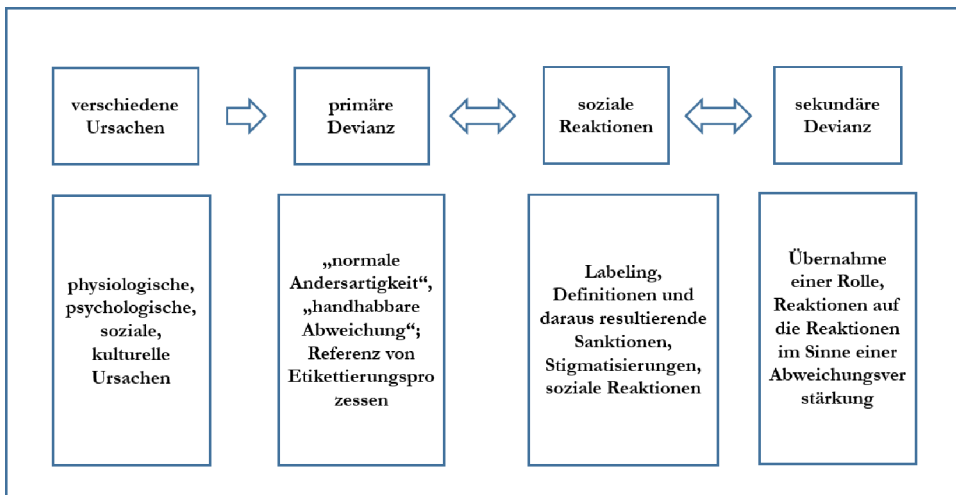 verschiedene
Ursachen
primäre
Devianz
soziale
Reaktionen
sekundäre
Devianz
physiologische,
psychologische,
soziale,
kulturelle
Ursachen
„normale
Andersartigkeit“,
„handhabbare
Abweichung“;
Referenz von
Etikettierungspro
zessen
Labeling,
Definitionen und
daraus resultierende
Sanktionen,
Stigmatisierungen,
soziale Reaktionen
Übernahme
einer Rolle,
Reaktionen auf
die Reaktionen
im Sinne einer
Abweichungsver
stärkung